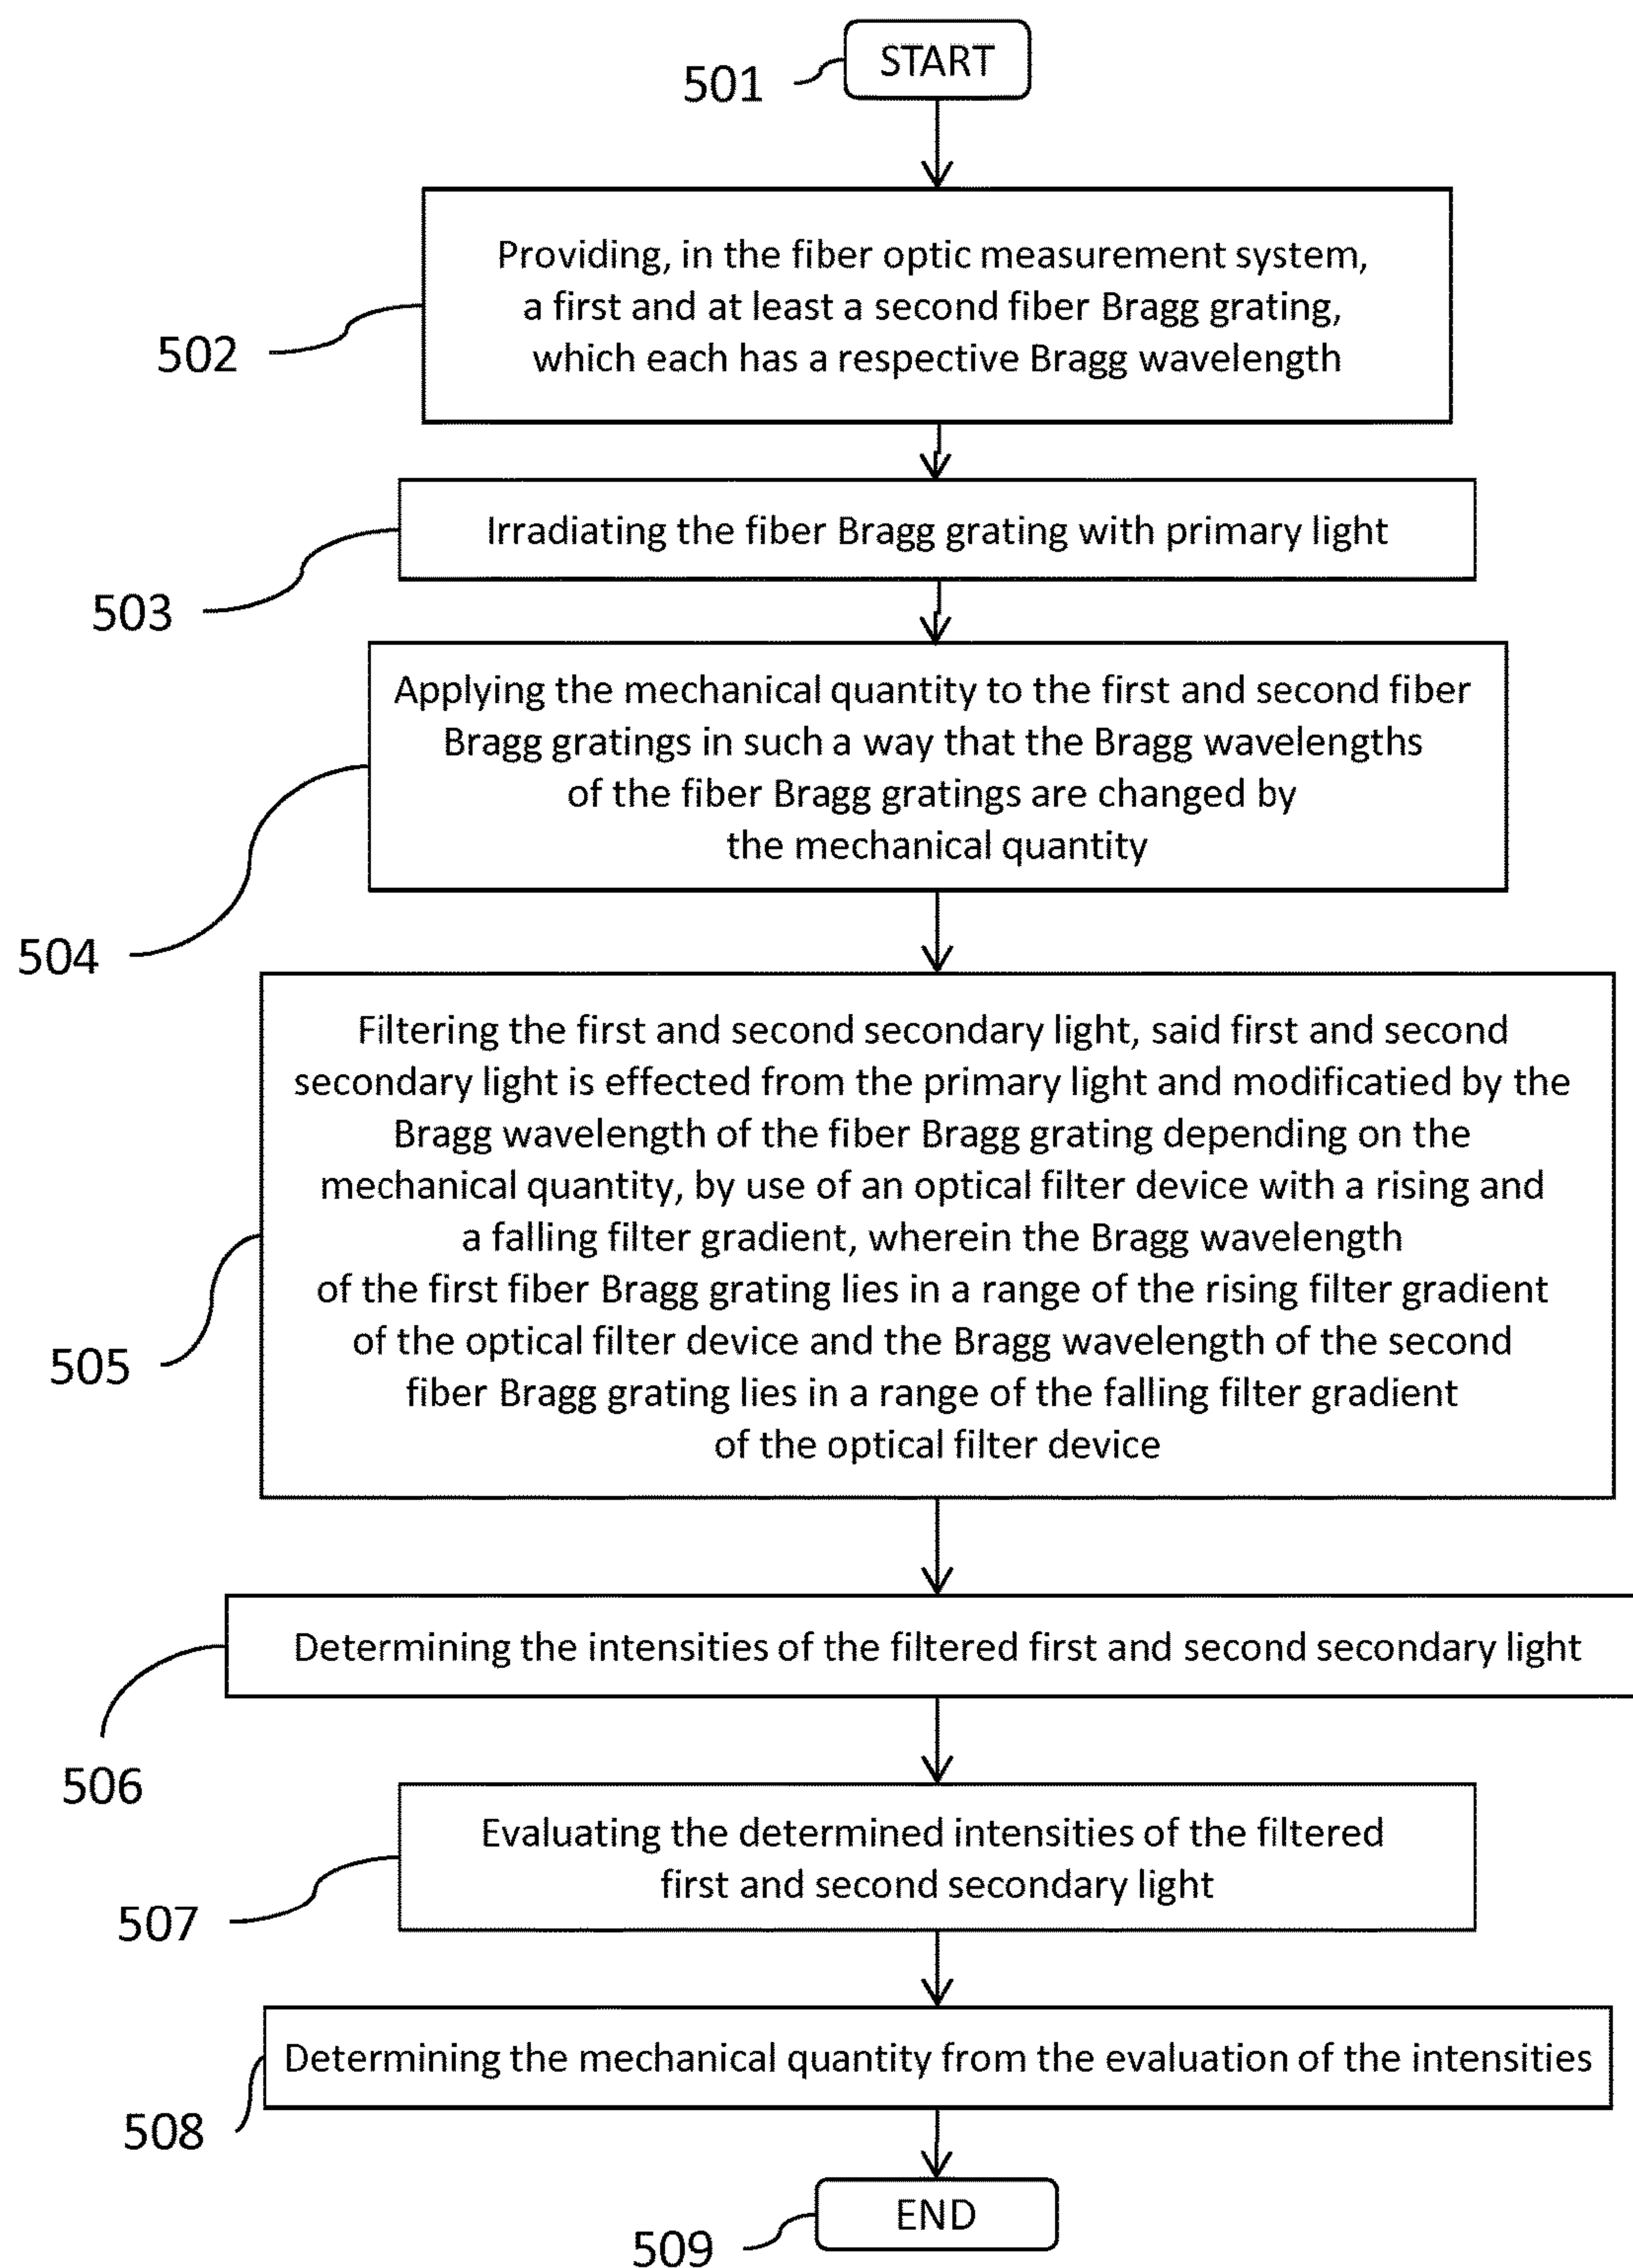 501
START
Providing, in the fiber optic measurement system,
a first and at least a second fiber Bragg grating,
which each has a respective Bragg wavelength
502
Irradiating the fiber Bragg grating with primary light
503
Applying the mechanical quantity to the first and second fiber
Bragg gratings in such a way that the Bragg wavelengths
of the fiber Bragg gratings are changed by
the mechanical quantity
504
Filtering the first and second secondary light, said first and second
secondary light is effected from the primary light and modificatied by the
Bragg wavelength of the fiber Bragg grating depending on the
mechanical quantity, by use of an optical filter device with a rising and
a falling filter gradient, wherein the Bragg wavelength
of the first fiber Bragg grating lies in a range of the rising filter gradient
of the optical filter device and the Bragg wavelength of the second
fiber Bragg grating lies in a range of the falling filter gradient
of the optical filter device
505
Determining the intensities of the filtered first and second secondary light
506
Evaluating the determined intensities of the filtered
first and second secondary light
507
Determining the mechanical quantity from the evaluation of the intensities
508
END
509